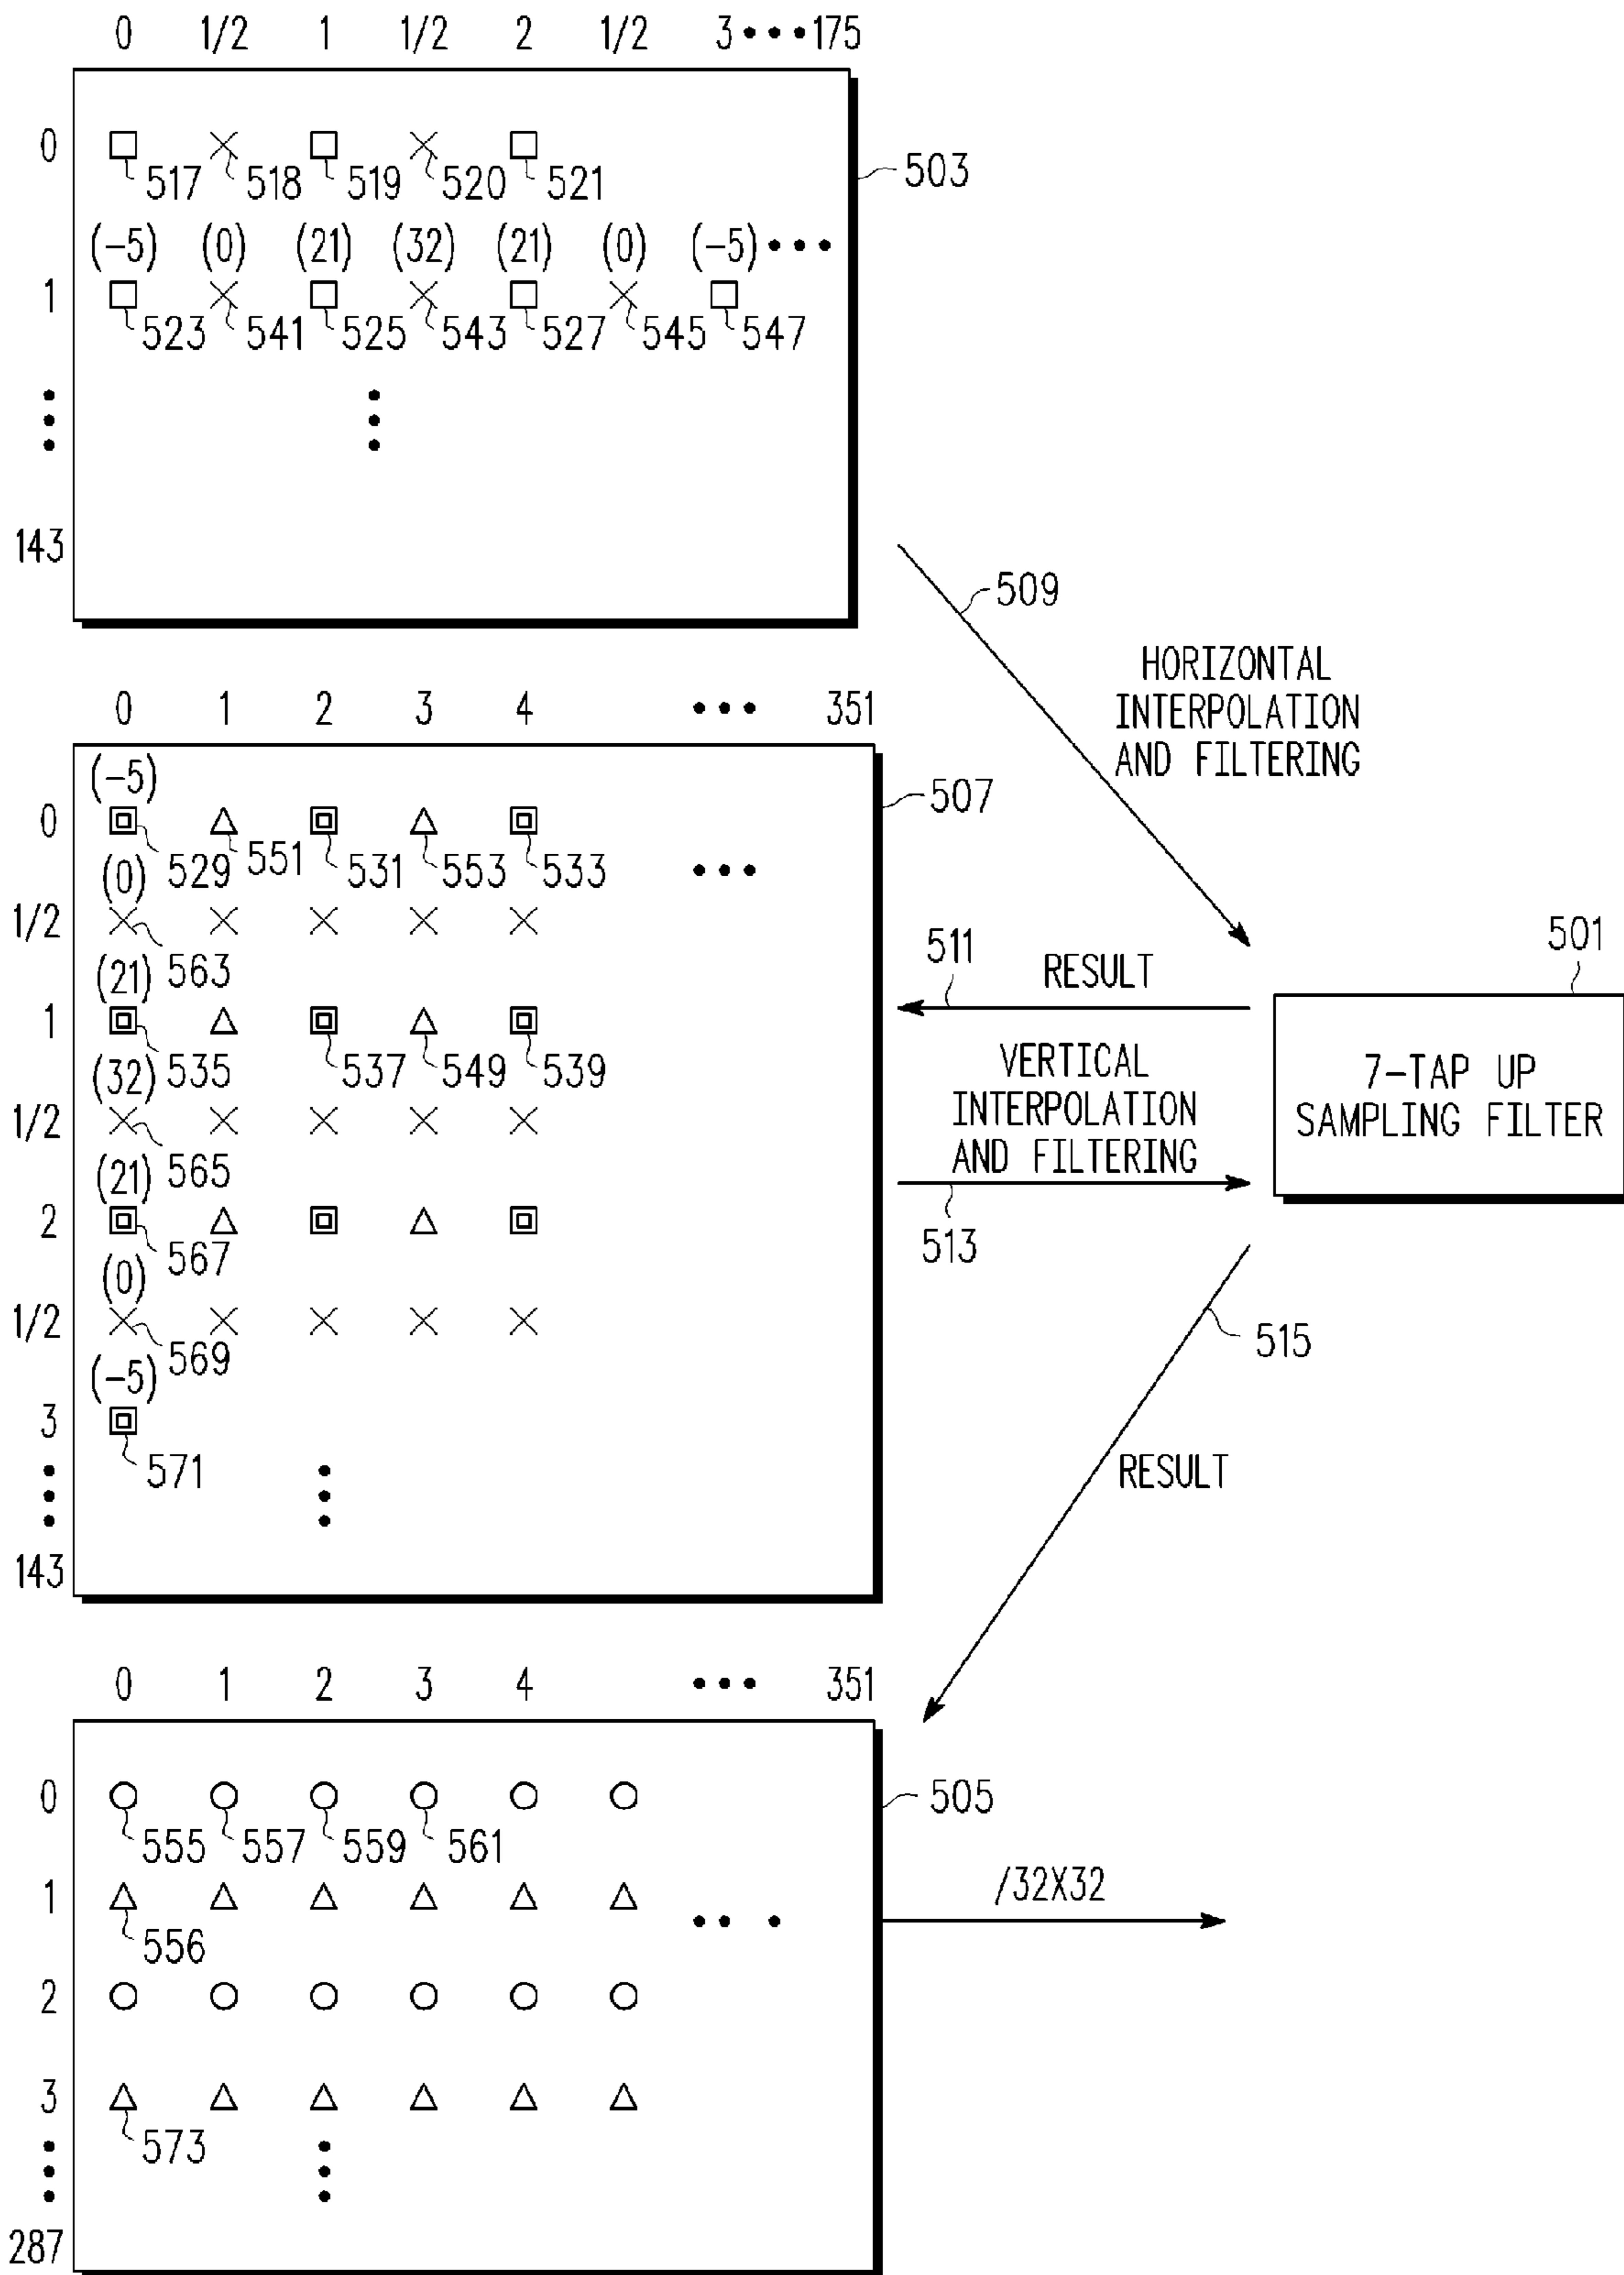 0 1/2 1 1/2 2 1/2 3 ••• 175
0
517 518 519 520 521
503
(-5) (0) (21) (32) (21) (0) (-5) •••
1
523 541 525 543 527 545 547
143
509
HORIZONTAL
INTERPOLATION
AND FILTERING
0 1 2 3 4 ••• 351
(-5)
0
507
(0) 529 551 531 553 533 •••
1/2
(21) 563
1
(32) 535 537 549 539
1/2
(21) 565
2
(0) 567
1/2
(-5) 569
3
571
143
511
RESULT
501
7-TAP UP
SAMPLING FILTER
VERTICAL
INTERPOLATION
AND FILTERING
513
515
RESULT
0 1 2 3 4 ••• 351
0
505
555 557 559 561
1
/32X32
556
2
3
573
287